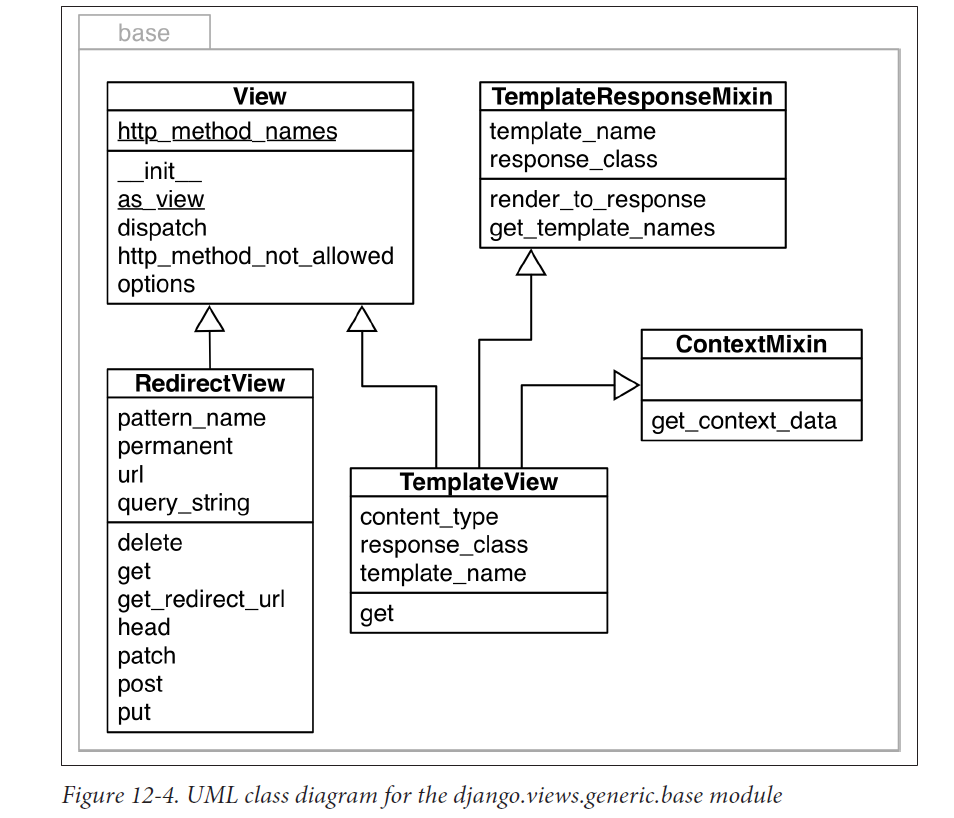 base
View
http_method_names
__init__
as_view
dispatch
http_method_not_allowed
options
TemplateResponseMixin
template_name
response_class
render_to_response
get_template_names
ContextMixin
get_context_data
RedirectView
pattern_name
permanent
url
query_string
delete
get
get_redirect_url
head
patch
post
put
TemplateView
content_type
response_class
template_name
get
Figure 12-4. UML class diagram for the django.views.generic.base module